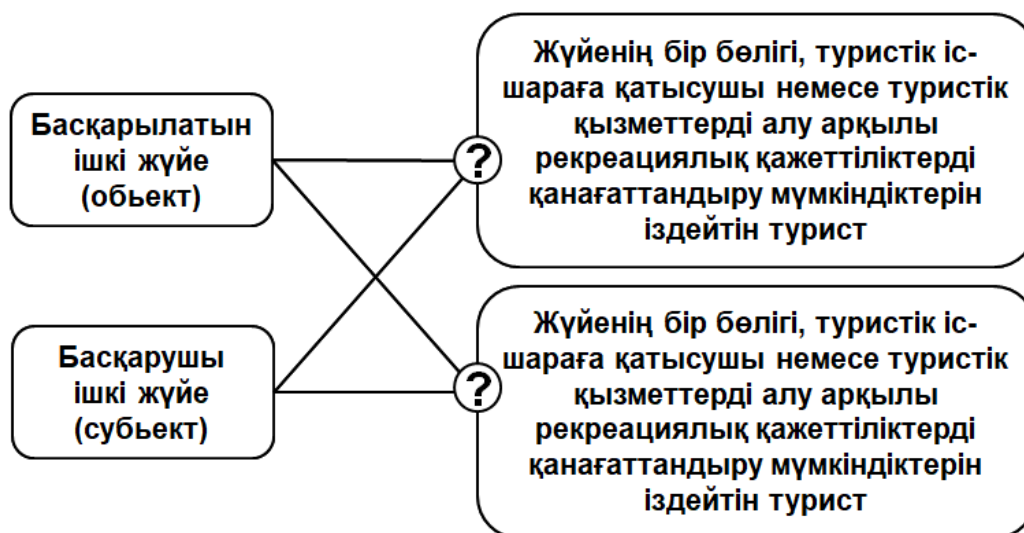 Басқарылатын
ішкі жүйе
(обьект)
Жүйенің бір бөлігі, туристік іс-
шараға қатысушы немесе туристік
қызметтерді алу арқылы
рекреациялық қажеттіліктерді
қанағаттандыру мүмкіндіктерін
іздейтін турист
?
Басқарушы
ішкі жүйе
(субьект)
?
Жүйенің бір бөлігі, туристік іс-
шараға қатысушы немесе туристік
қызметтерді алу арқылы
рекреациялық қажеттіліктерді
қанағаттандыру мүмкіндіктерін
іздейтін турист